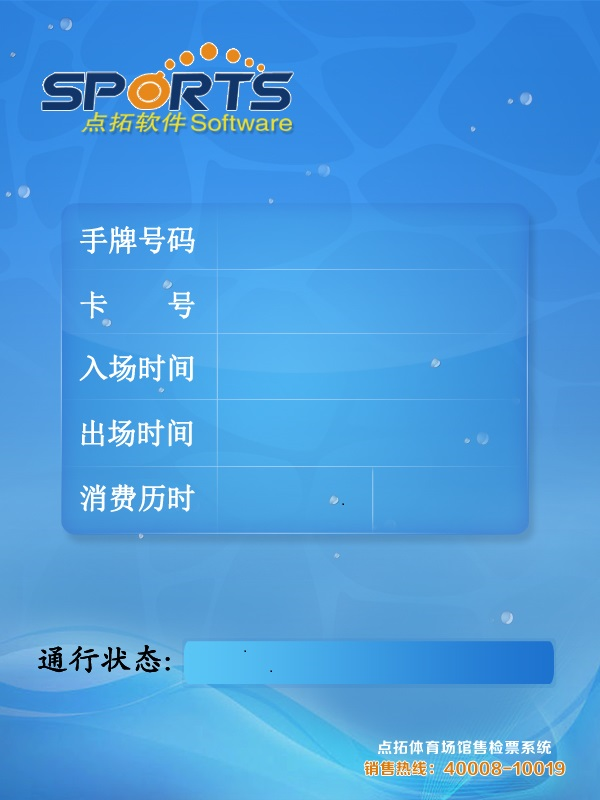 SPORTS
点拓软件 Software
手牌号码
卡 号
入场时间
出场时间
消费历时
通行状态:
点拓体育场馆售检票系统
销售热线: 40008-10019